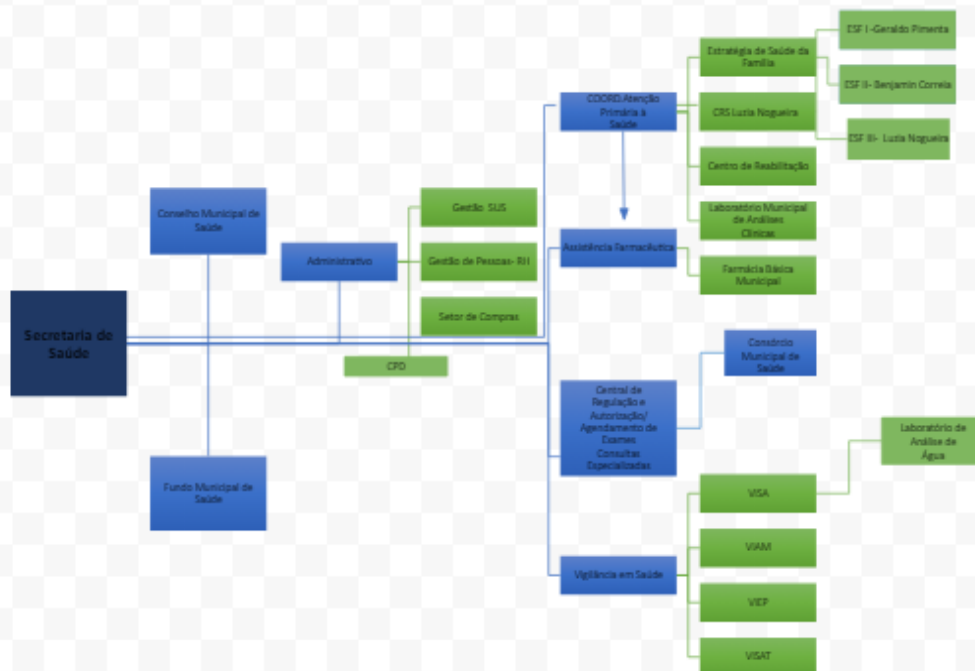 Secretaria de
Saúde
Conselho Municipal de
Saúde
Fundo Municipal de
Saúde
Administrativo
Gestão SUS
Gestão de Pessoas- RH
Setor de Compras
CPD
COORD.Atenção
Primária à
Saúde
Estratégia de Saúde da
Família
ESF I -Geraldo Pimenta
ESF II- Benjamin Correia
ESF III- Luzia Nogueira
CRS Luzia Nogueira
Centro de Reabilitação
Laboratório Municipal
de Análises
Clínicas
Assistência Farmacêutica
Farmácia Básica
Municipal
Central de
Regulação e
Autorização/
Agendamento de
Exames
Consultas
Especializadas
Consórcio
Municipal de
Saúde
Vigilância em Saúde
VISA
Laboratório de
Análise de
Água
VIAM
VIEP
VISAT